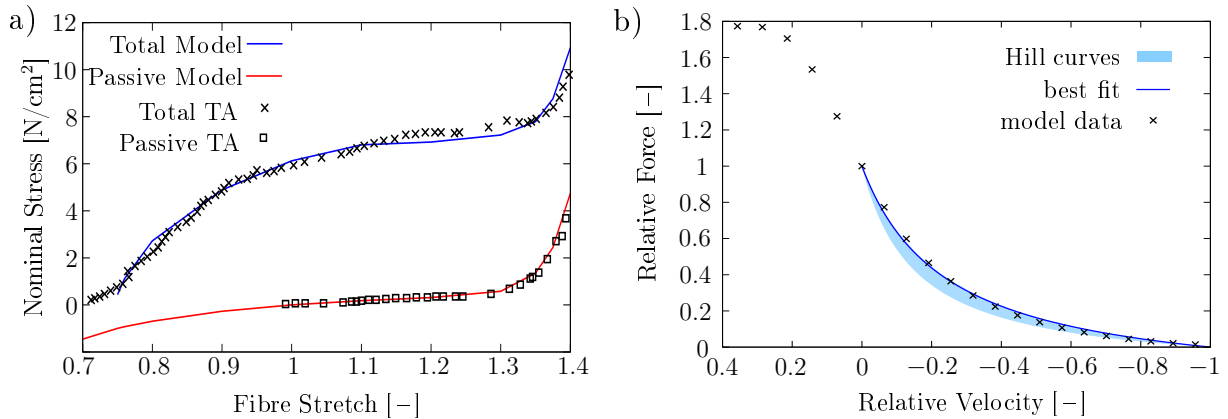 a)
Nominal Stress [N/cm²]
12
10
8
6
4
2
0
0.7 0.8 0.9 1 1.1 1.2 1.3 1.4
Fibre Stretch [−]
Total Model
Passive Model
Total TA
Passive TA
b)
Relative Force [−]
1.8
1.6
1.4
1.2
1
0.8
0.6
0.4
0.2
0
0.4 0.2 0 −0.2 −0.4 −0.6 −0.8 −1
Relative Velocity [−]
Hill curves
best fit
model data